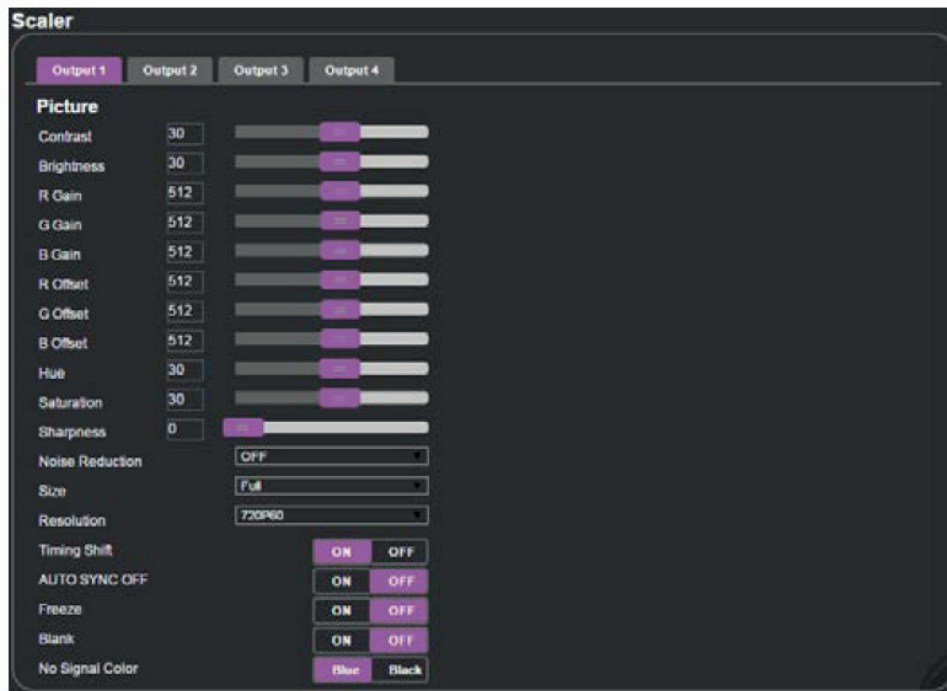 Scaler
Output 1 Output 2 Output 3 Output 4
Picture
Contrast 30
Brightness 30
R Gain 512
G Gain 512
B Gain 512
R Offset 512
G Offset 512
B Offset 512
Hue 30
Saturation 30
Sharpness 0
Noise Reduction OFF
Size Full
Resolution 720P60
Timing Shift ON OFF
AUTO SYNC OFF ON OFF
Freeze ON OFF
Blank ON OFF
No Signal Color Blue Black